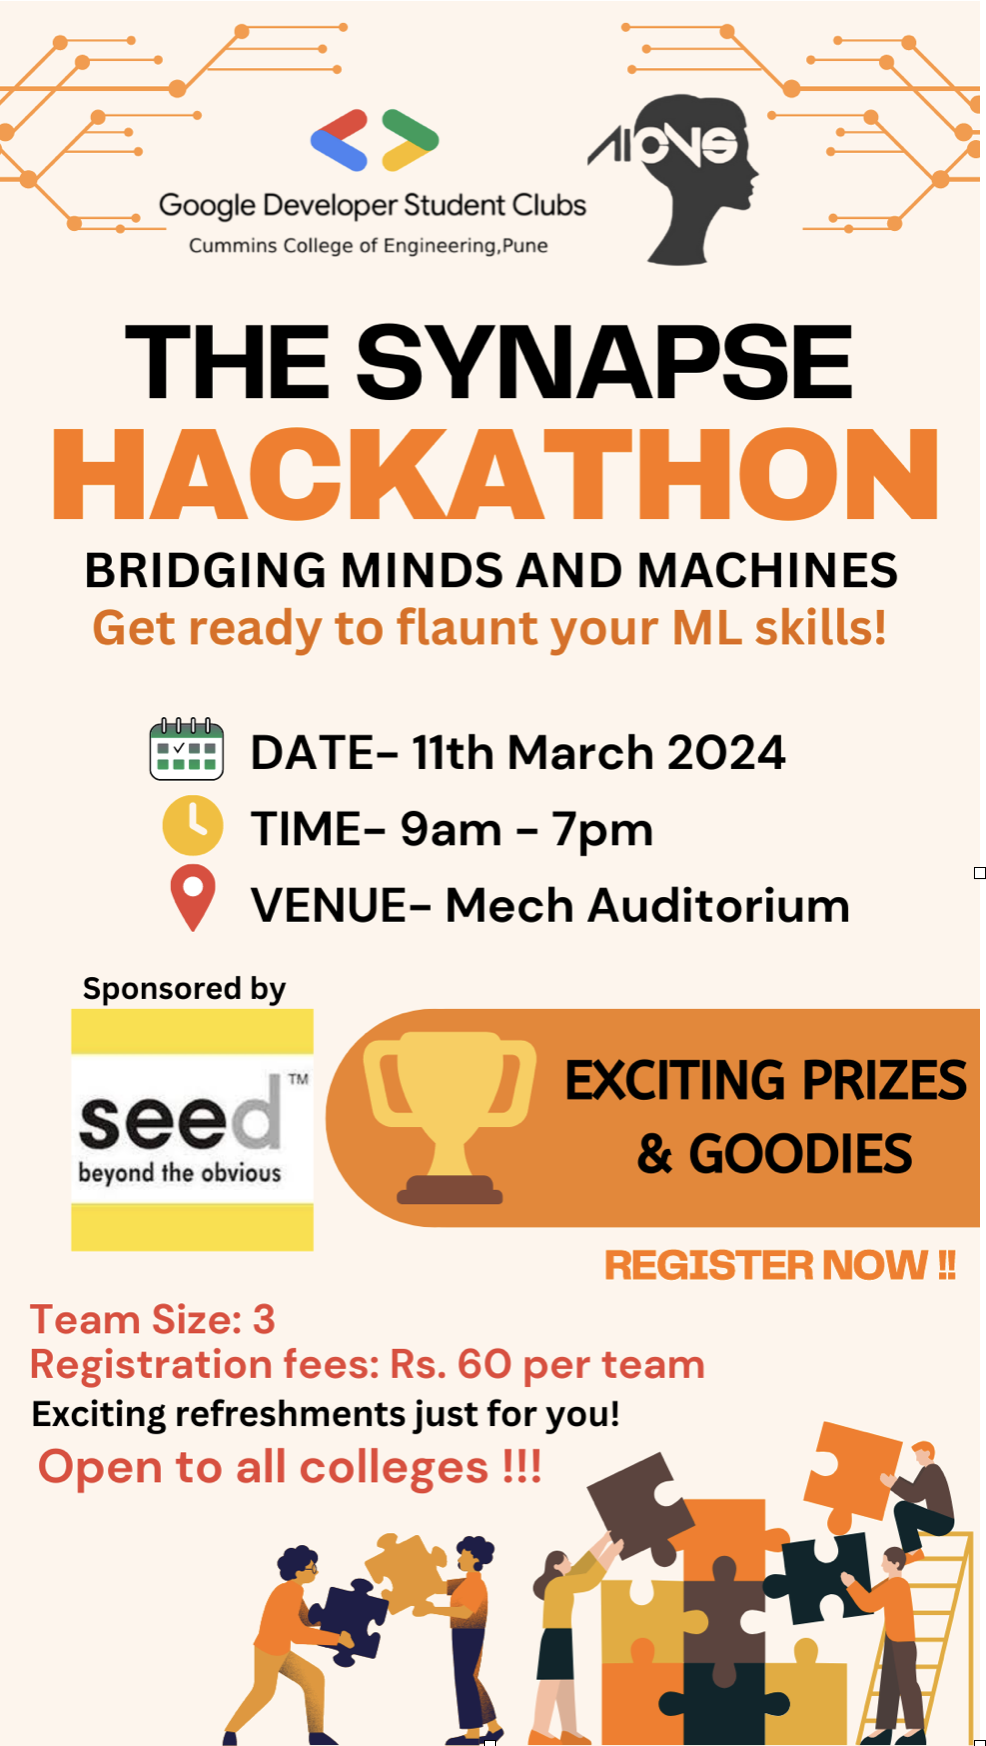 AICVS
Google Developer Student Clubs
Cummins College of Engineering,Pune
THE SYNAPSE
HACKATHON
BRIDGING MINDS AND MACHINES
Get ready to flaunt your ML skills!
DATE- 11th March 2024
TIME- 9am - 7pm
VENUE- Mech Auditorium
Sponsored by
seed™
beyond the obvious
EXCITING PRIZES
& GOODIES
REGISTER NOW !!
Team Size: 3
Registration fees: Rs. 60 per team
Exciting refreshments just for you!
Open to all colleges !!!